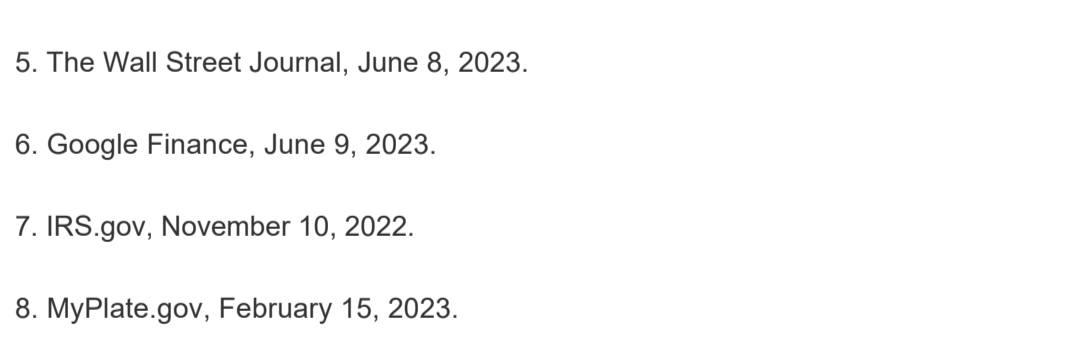 5. The Wall Street Journal, June 8, 2023.
6. Google Finance, June 9, 2023.
7. IRS.gov, November 10, 2022.
8. MyPlate.gov, February 15, 2023.